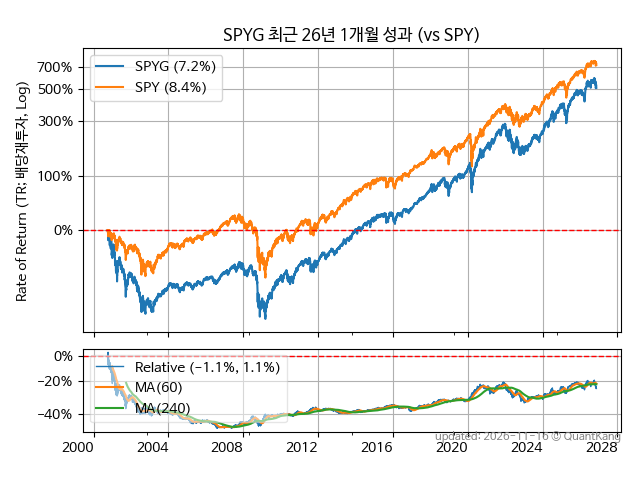 SPYG 최근 26년 1개월 성과 (vs SPY)
SPYG (7.2%)
SPY (8.4%)
700%
500%
300%
100%
0%
Rate of Return (TR: 배당재투자, Log)
0%
−20%
−40%
Relative (−1.1%, 1.1%)
MA(60)
MA(240)
2000
2004
2008
2012
2016
2020
2024
2028
updated: 2026-11-16 © QuantKang